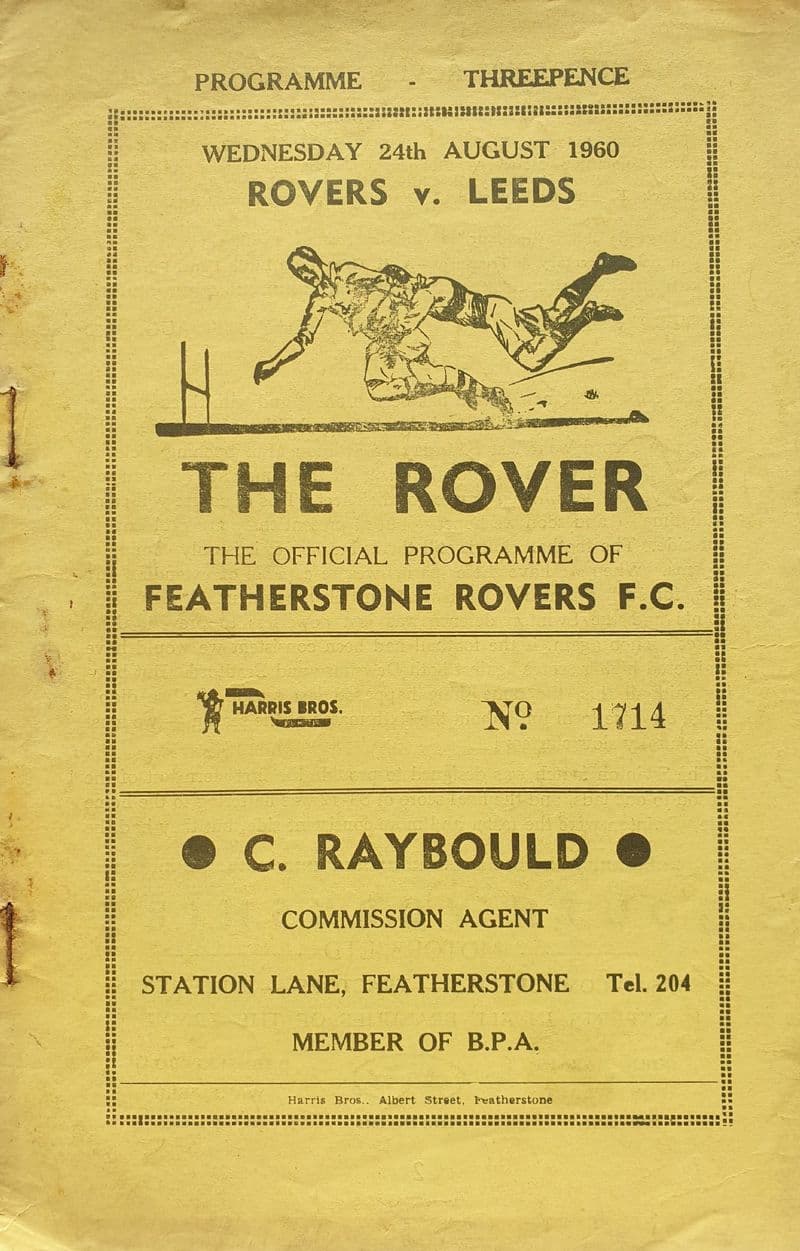 PROGRAMME - THREEPENCE
WEDNESDAY 24th AUGUST 1960
ROVERS v. LEEDS
THE ROVER
THE OFFICIAL PROGRAMME OF
FEATHERSTONE ROVERS F.C.
HARRIS BROS.
No. 1714
● C. RAYBOULD ●
COMMISSION AGENT
STATION LANE, FEATHERSTONE Tel. 204
MEMBER OF B.P.A.
Harris Bros., Albert Street, Featherstone